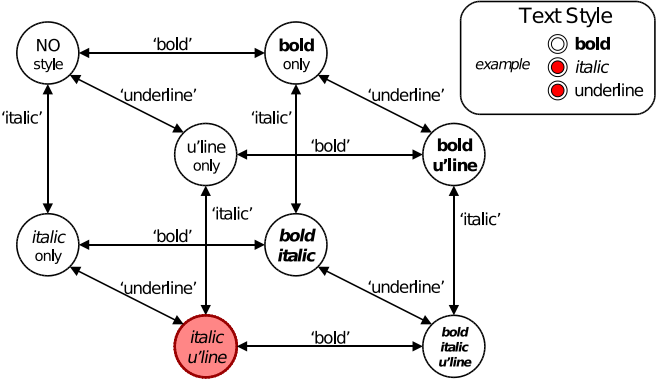 Text Style
bold
example
italic
underline
NO
style
'bold'
bold
only
'underline'
'underline'
'italic'
'italic'
u'line
only
'bold'
bold
u'line
'italic'
'italic'
italic
only
'bold'
bold
italic
'underline'
'underline'
italic
u'line
'bold'
bold
italic
u'line